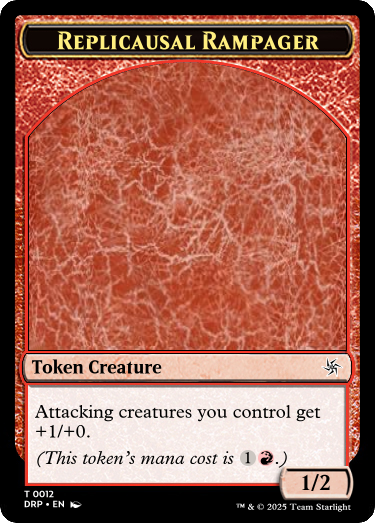 Replicausal Rampager
Token Creature
Attacking creatures you control get
+1/+0.
(This token's mana cost is 1 .)
1/2
T 0012
DRP • EN
™ & © 2025 Team Starlight